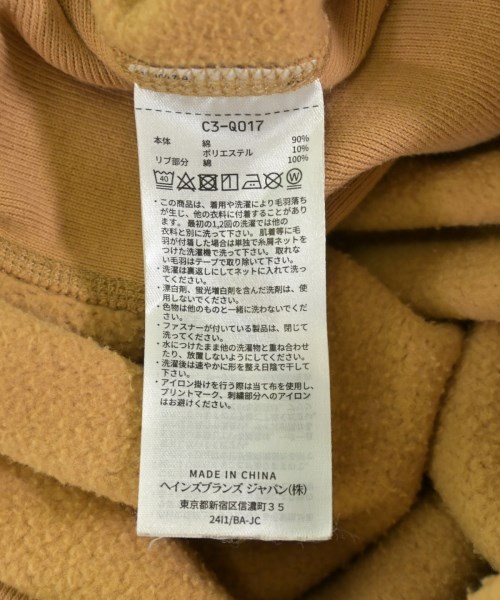 C3-Q017
本体 綿 90%
ポリエステル 10%
リブ部分 綿 100%
40
W
・この商品は、着用や洗濯により毛羽落ち
が生じ、他の衣料に付着することがあり
ます。最初の1,2回の洗濯では他の
衣料と別に洗って下さい。肌着等に毛
羽が付着した場合は単独で糸屑ネットを
つけた洗濯機で洗って下さい。取れな
い毛羽はテープで取り除いて下さい。
・洗濯は裏返しにしてネットに入れて洗っ
てください。
・漂白剤、蛍光増白剤を含んだ洗剤は、使
用しないでください。
・色物は他のものと一緒に洗わないでくだ
さい。
・ファスナーが付いている製品は、閉じて
洗ってください。
・水につけたまま他の洗濯物と重ね合わせ
たり、放置しないようにしてください。
・洗濯後は速やかに形を整え日陰で干して
下さい。
・アイロン掛けを行う際は当て布を使用し、
プリントマーク、刺繍部分へのアイロン
はお避けください。
MADE IN CHINA
ヘインズブランズ ジャパン(株)
東京都新宿区信濃町35
24I1/BA-JC